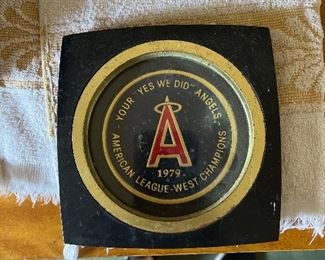 YOUR "YES WE DID" ANGELS
A
1979
AMERICAN LEAGUE-WEST CHAMPIONS